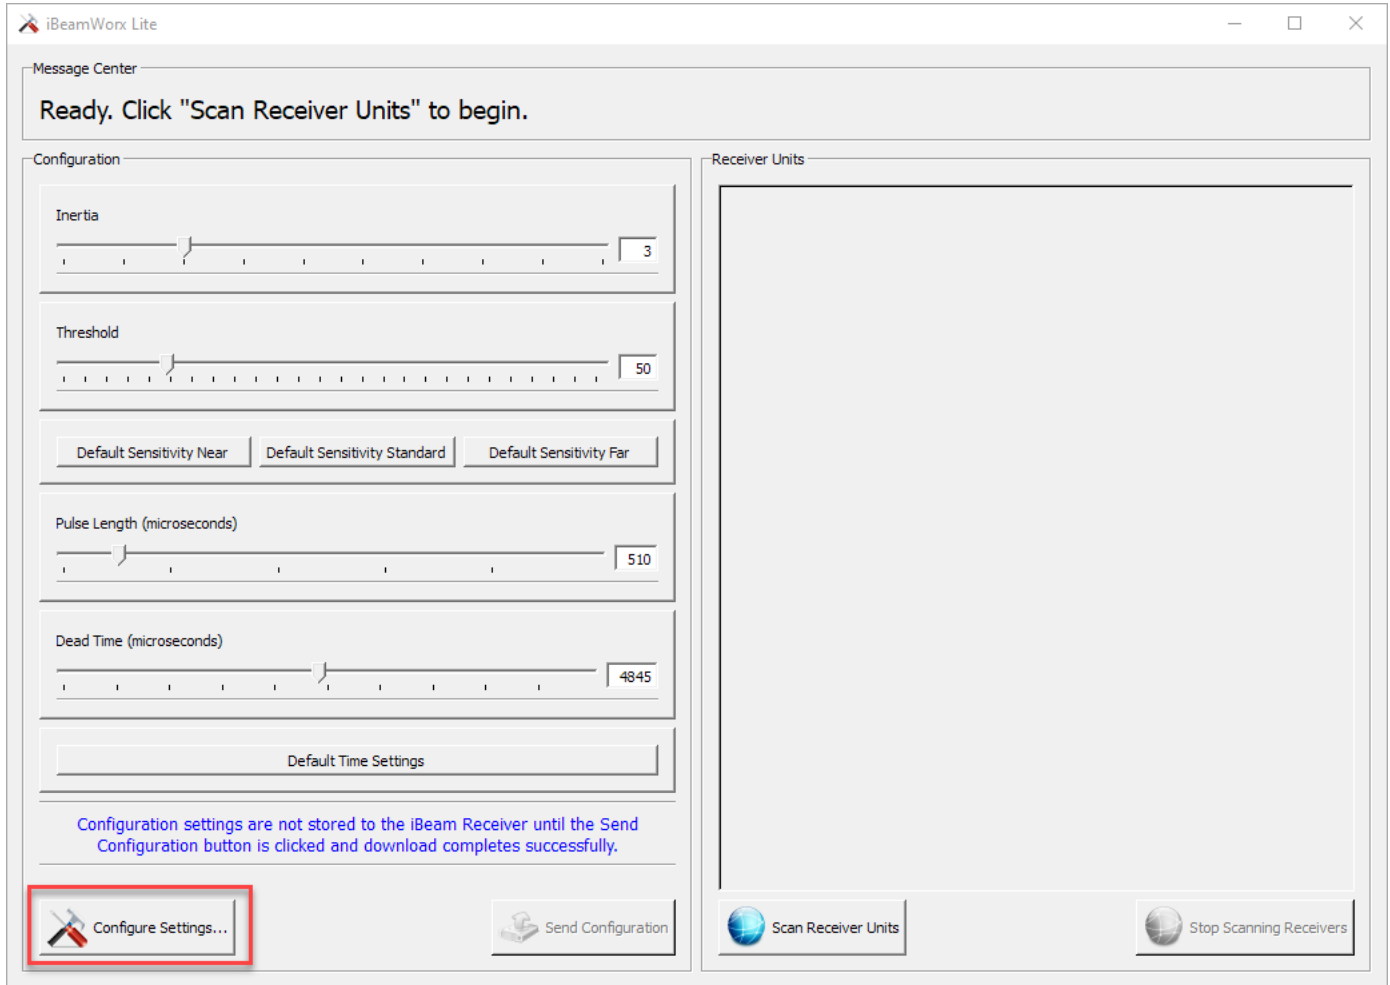 iBeamWorx Lite
Message Center
Ready. Click "Scan Receiver Units" to begin.
Configuration
Inertia
3
Threshold
50
Default Sensitivity Near
Default Sensitivity Standard
Default Sensitivity Far
Pulse Length (microseconds)
510
Dead Time (microseconds)
4845
Default Time Settings
Configuration settings are not stored to the iBeam Receiver until the Send
Configuration button is clicked and download completes successfully.
Configure Settings...
Send Configuration
Receiver Units
Scan Receiver Units
Stop Scanning Receivers